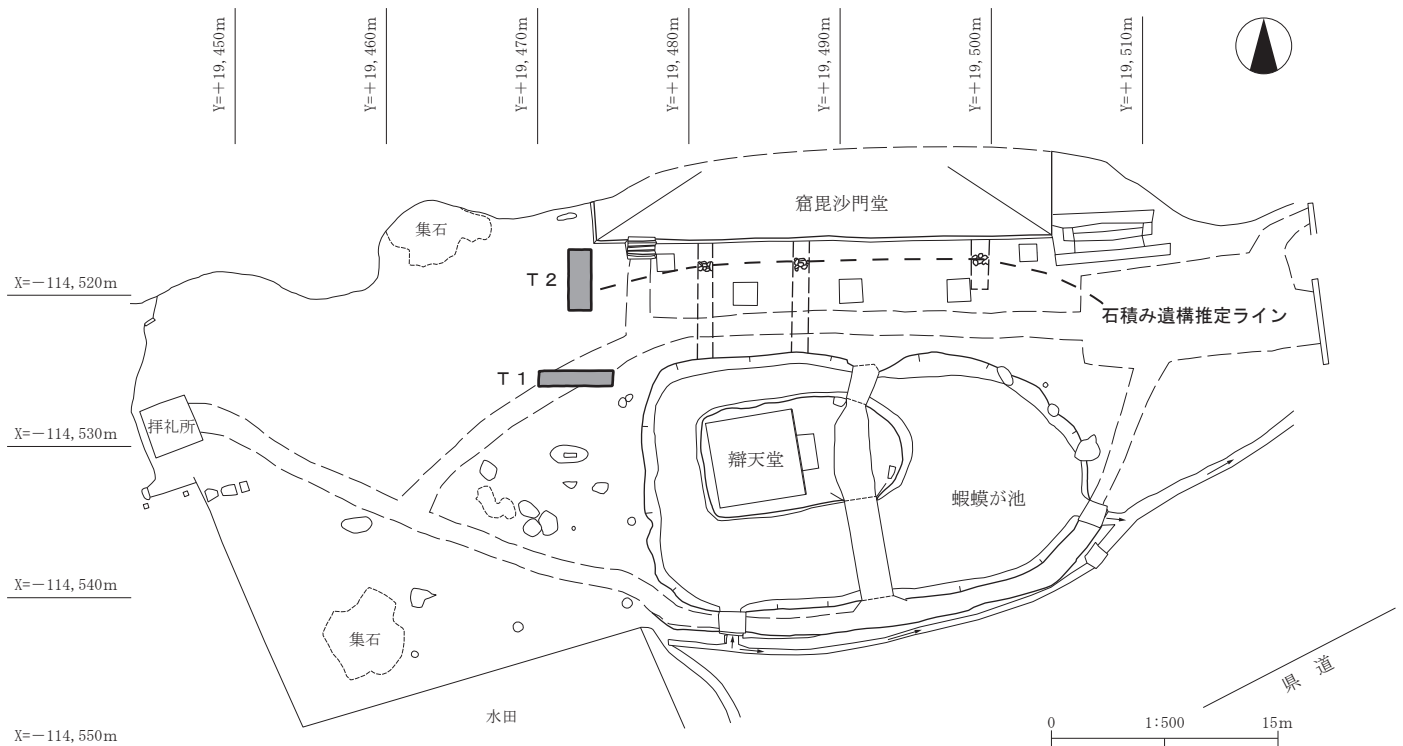 Y=+19,450m
Y=+19,460m
Y=+19,470m
Y=+19,480m
Y=+19,490m
Y=+19,500m
Y=+19,510m
窟毘沙門堂
集石
T2
X=-114,520m
石積み遺構推定ライン
T1
拝礼所
X=-114,530m
辯天堂
蝦蟆が池
X=-114,540m
集石
県道
水田
X=-114,550m
0 1:500 15m